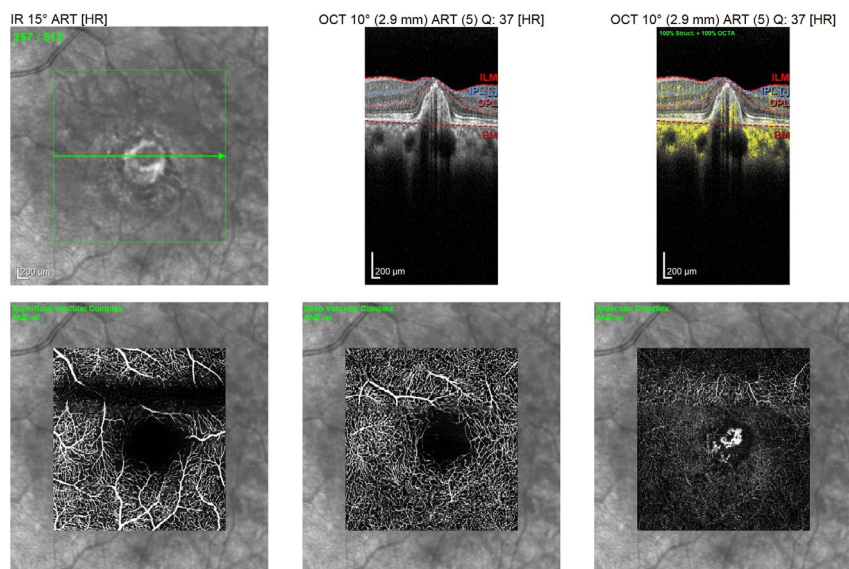 IR 15° ART [HR]
OCT 10° (2.9 mm) ART (5) Q: 37 [HR]
OCT 10° (2.9 mm) ART (5) Q: 37 [HR]
257 / 512
100% Struct. + 100% OCTA
ILM
OPL
BM
ILM
OPL
BM
200 µm
200 µm
200 µm
Superficial Vascular Complex
Deep Vascular Complex
Avascular Complex